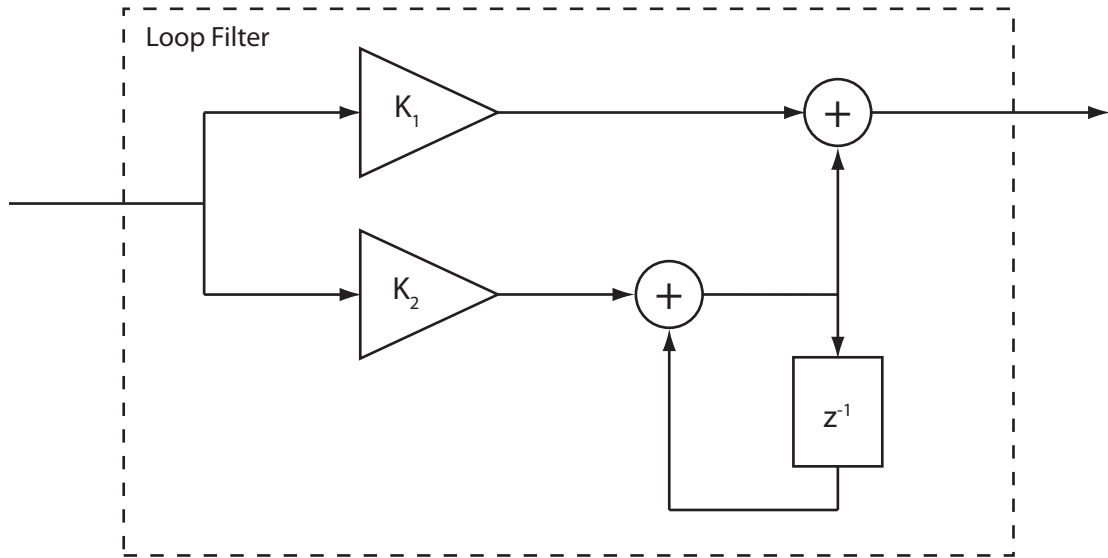 Loop Filter
K₁
+
K₂
+
z⁻¹